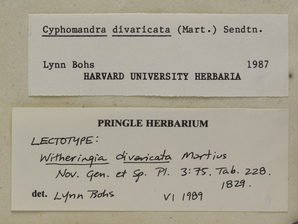 Cyphomandra divaricata (Mart.) Sendtn.
Lynn Bohs 1987
HARVARD UNIVERSITY HERBARIA
PRINGLE HERBARIUM
LECTOTYPE:
Witheringia divaricata Martius
Nov. Gen. et Sp. Pl. 3:75. Tab. 228.
1829.
det. Lynn Bohs VI 1989